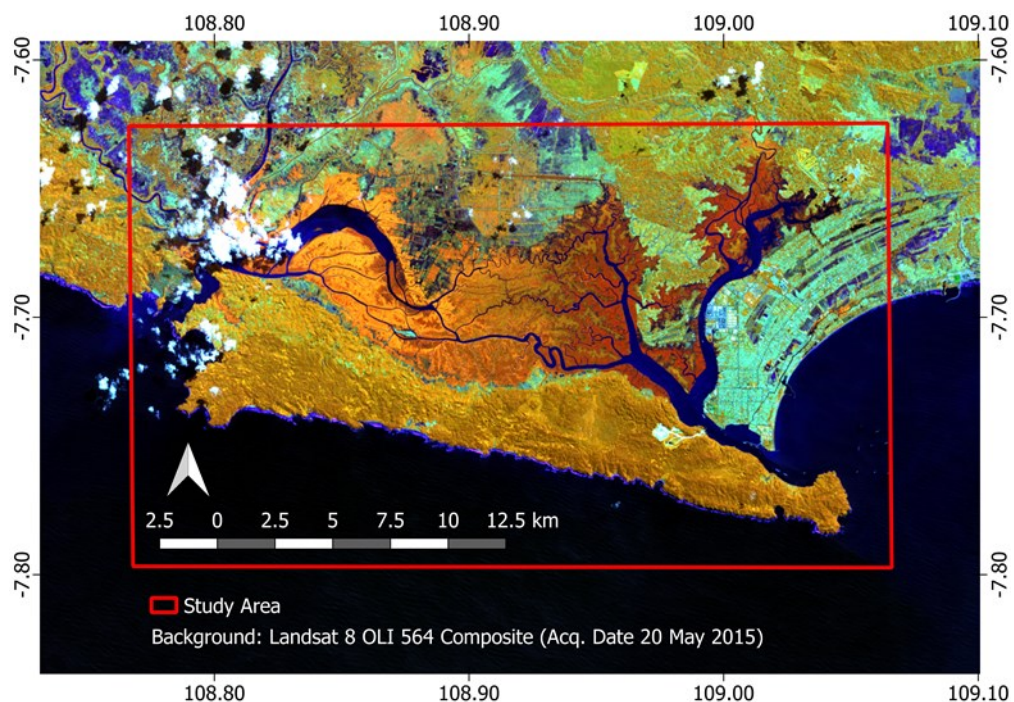 108.80 108.90 109.00 109.10
-7.60 -7.60
-7.70 -7.70
2.5 0 2.5 5 7.5 10 12.5 km
-7.80 -7.80
Study Area
Background: Landsat 8 OLI 564 Composite (Acq. Date 20 May 2015)
108.80 108.90 109.00 109.10